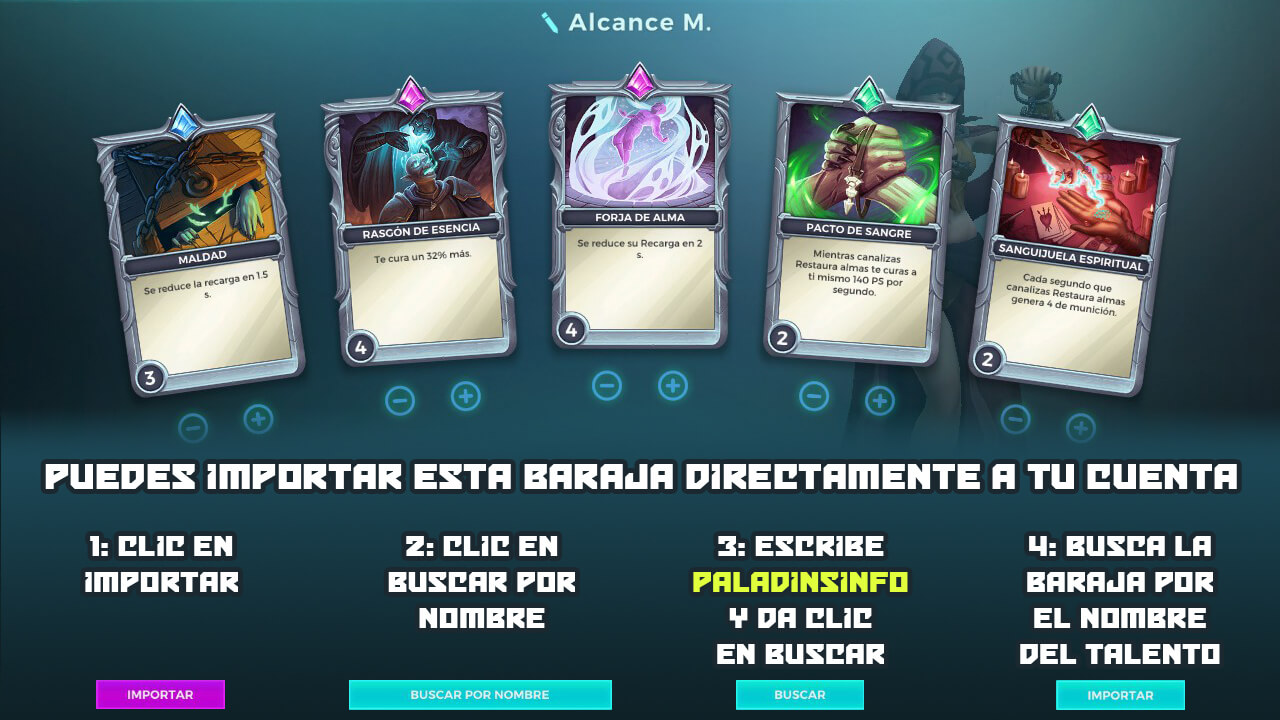 Alcance M.
MALDAD
Se reduce la recarga en 1.5
s.
3
RASGÓN DE ESENCIA
Te cura un 32% más.
4
FORJA DE ALMA
Se reduce su Recarga en 2
s.
4
PACTO DE SANGRE
Mientras canalizas
Restaura almas te curas a
ti mismo 140 PS por
segundo.
2
SANGUIJUELA ESPIRITUAL
Cada segundo que
canalizas Restaura almas
genera 4 de munición.
2
PUEDES IMPORTAR ESTA BARAJA DIRECTAMENTE A TU CUENTA
1: CLIC EN
IMPORTAR
IMPORTAR
2: CLIC EN
BUSCAR POR
NOMBRE
BUSCAR POR NOMBRE
3: ESCRIBE
PALADINSINFO
Y DA CLIC
EN BUSCAR
BUSCAR
4: BUSCA LA
BARAJA POR
EL NOMBRE
DEL TALENTO
IMPORTAR